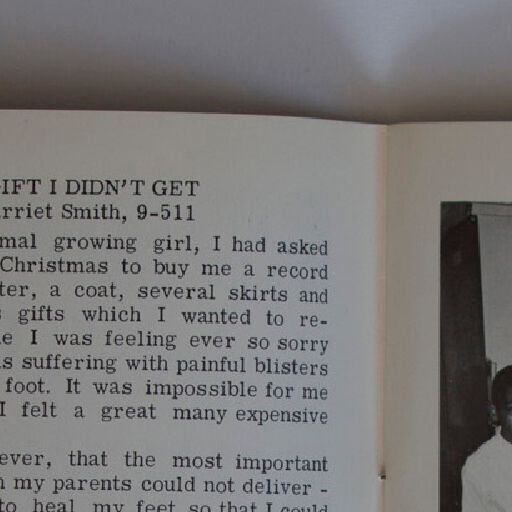 GIFT I DIDN'T GET
rriet Smith, 9-511
mal growing girl, I had asked
Christmas to buy me a record
ter, a coat, several skirts and
gifts which I wanted to re-
e I was feeling ever so sorry
s suffering with painful blisters
foot. It was impossible for me
I felt a great many expensive
ever, that the most important
my parents could not deliver -
to heal my feet so that I could